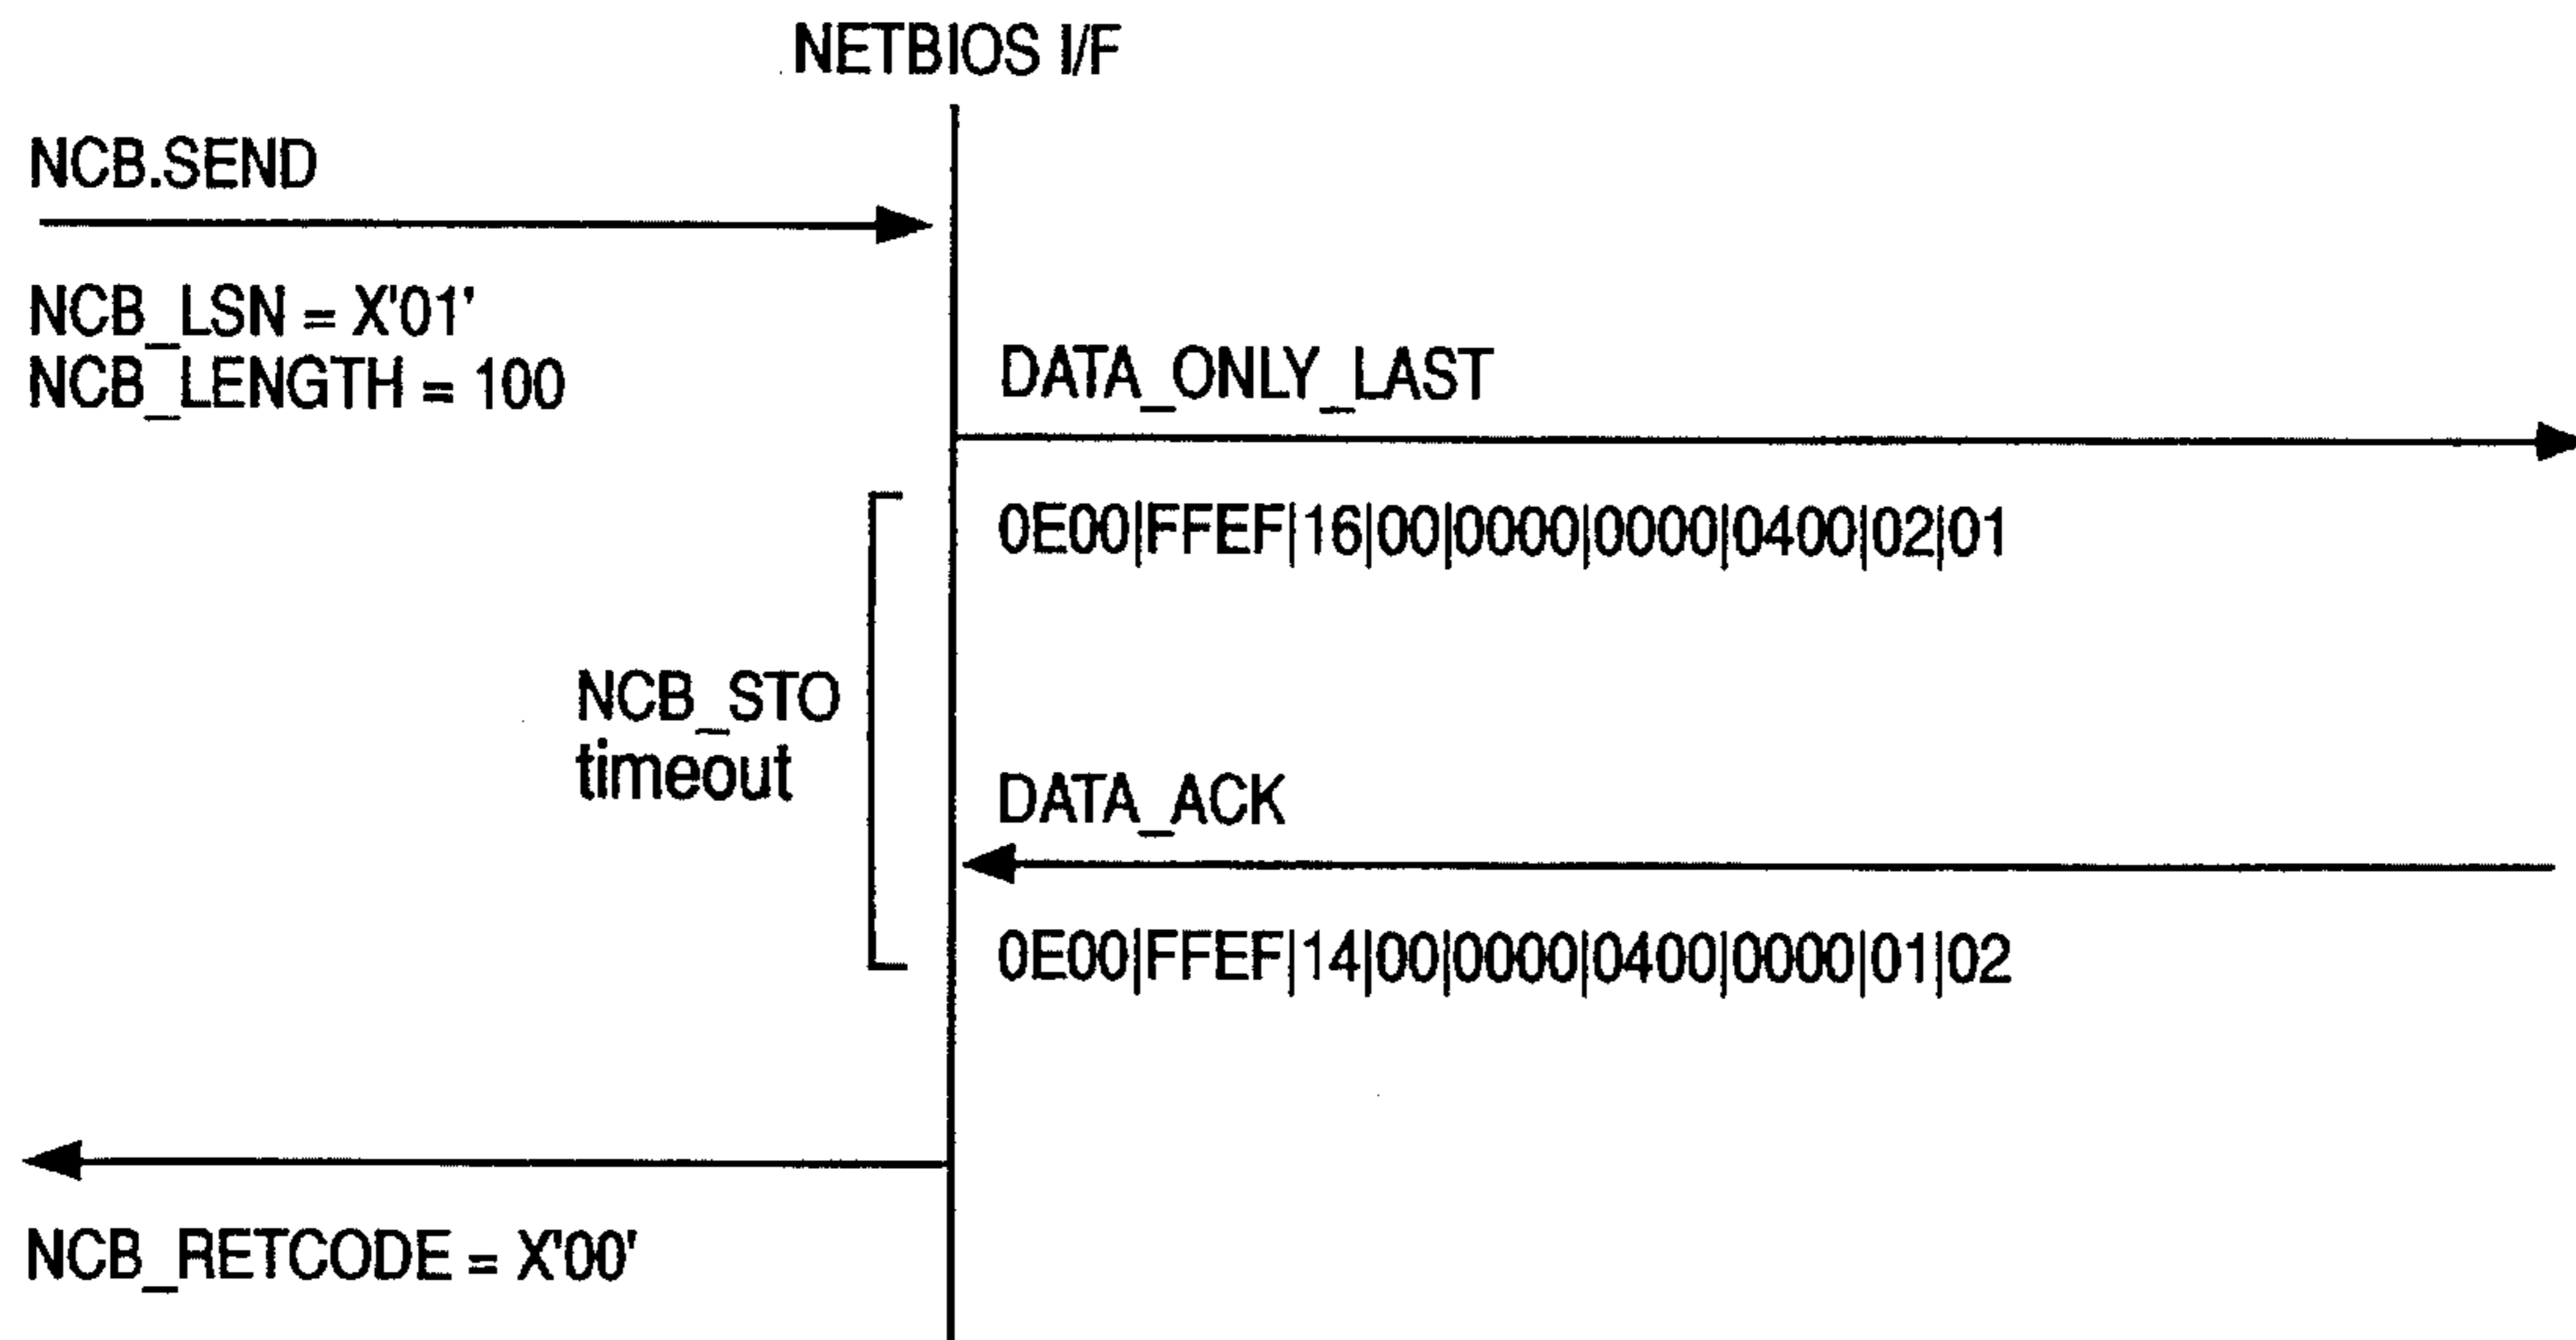 NETBIOS I/F
NCB.SEND
NCB_LSN = X'01'
NCB_LENGTH = 100
DATA_ONLY_LAST
0E00|FFEF|16|00|0000|0000|0400|02|01
NCB_STO
timeout
DATA_ACK
0E00|FFEF|14|00|0000|0400|0000|01|02
NCB_RETCODE = X'00'